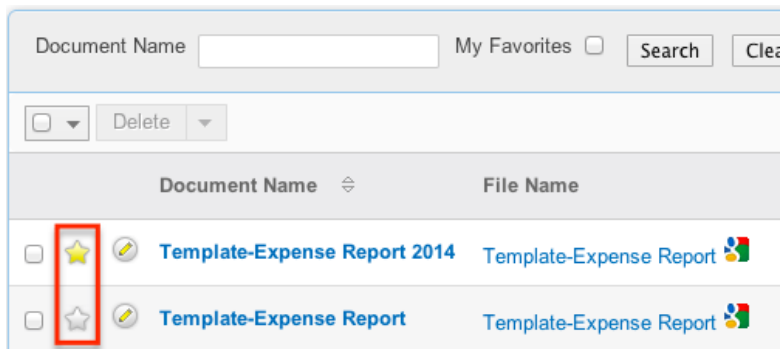 Document Name My Favorites Search
Delete
Document Name File Name
Template-Expense Report 2014 Template-Expense Report
Template-Expense Report Template-Expense Report